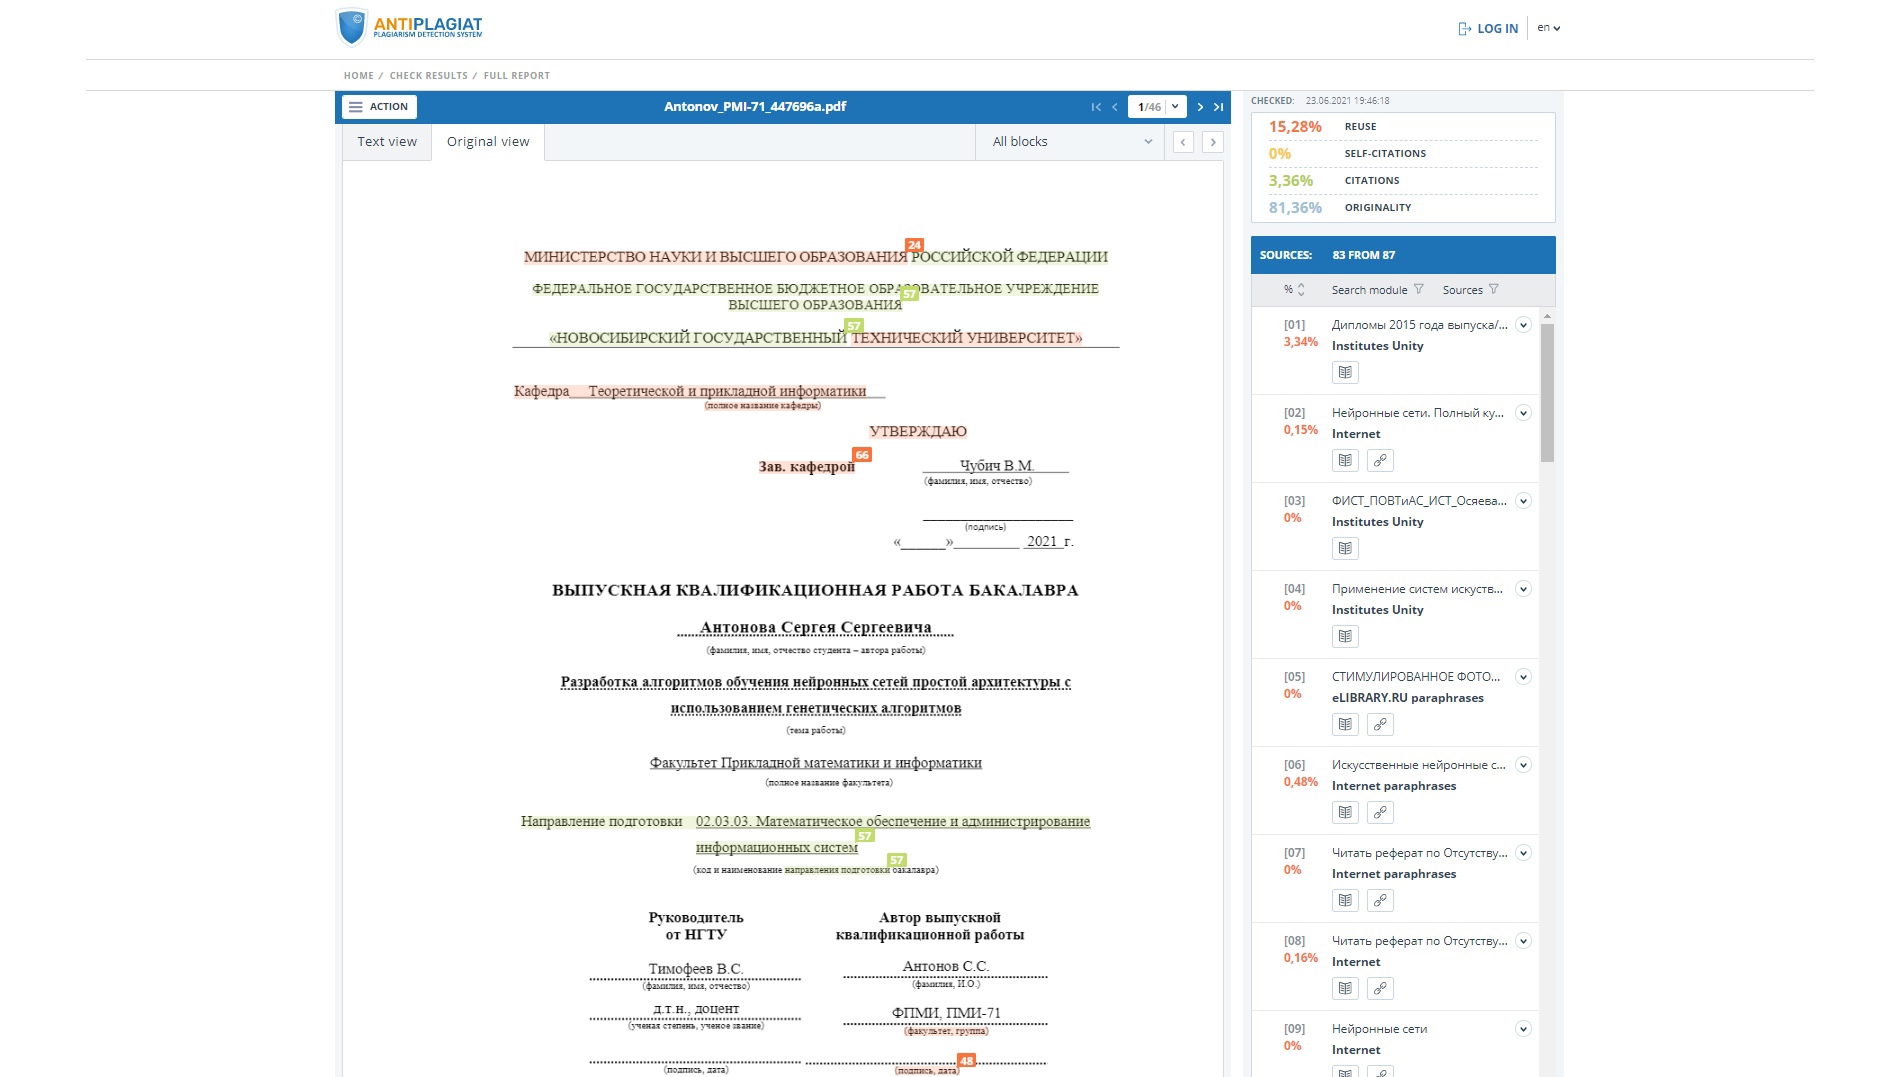 ANTIPLAGIAT
PLAGIARISM DETECTION SYSTEM
LOG IN
en
HOME / CHECK RESULTS / FULL REPORT
ACTION
Antonov_PMI-71_447696a.pdf
1/46
Text view
Original view
All blocks
24
МИНИСТЕРСТВО НАУКИ И ВЫСШЕГО ОБРАЗОВАНИЯ РОССИЙСКОЙ ФЕДЕРАЦИИ
ФЕДЕРАЛЬНОЕ ГОСУДАРСТВЕННОЕ БЮДЖЕТНОЕ ОБРАЗОВАТЕЛЬНОЕ УЧРЕЖДЕНИЕ
57
ВЫСШЕГО ОБРАЗОВАНИЯ
57
«НОВОСИБИРСКИЙ ГОСУДАРСТВЕННЫЙ ТЕХНИЧЕСКИЙ УНИВЕРСИТЕТ»
Кафедра Теоретической и прикладной информатики
(полное название кафедры)
УТВЕРЖДАЮ
66
Зав. кафедрой Чубич В.М.
(фамилия, имя, отчество)
(подпись)
«______»_________ 2021 г.
ВЫПУСКНАЯ КВАЛИФИКАЦИОННАЯ РАБОТА БАКАЛАВРА
Антонова Сергея Сергеевича
(фамилия, имя, отчество студента – автора работы)
Разработка алгоритмов обучения нейронных сетей простой архитектуры с
использованием генетических алгоритмов
(тема работы)
Факультет Прикладной математики и информатики
(полное название факультета)
Направление подготовки 02.03.03. Математическое обеспечение и администрирование
57
информационных систем
57
(код и наименование направления подготовки бакалавра)
Руководитель
от НГТУ
Автор выпускной
квалификационной работы
Тимофеев В.С.
(фамилия, имя, отчество)
Антонов С.С.
(фамилия, И.О.)
д.т.н., доцент
(ученая степень, ученое звание)
ФПМИ, ПМИ-71
(факультет, группа)
48
(подпись, дата)
(подпись, дата)
CHECKED: 23.06.2021 19:46:18
15,28% REUSE
0% SELF-CITATIONS
3,36% CITATIONS
81,36% ORIGINALITY
SOURCES: 83 FROM 87
% Search module Sources
[01] Дипломы 2015 года выпуска/...
3,34% Institutes Unity
[02] Нейронные сети. Полный ку...
0,15% Internet
[03] ФИСТ_ПОВТиАС_ИСТ_Осяева...
0% Institutes Unity
[04] Применение систем искуств...
0% Institutes Unity
[05] СТИМУЛИРОВАННОЕ ФОТО...
0% eLIBRARY.RU paraphrases
[06] Искусственные нейронные с...
0,48% Internet paraphrases
[07] Читать реферат по Отсутству...
0% Internet paraphrases
[08] Читать реферат по Отсутству...
0,16% Internet
[09] Нейронные сети
0% Internet